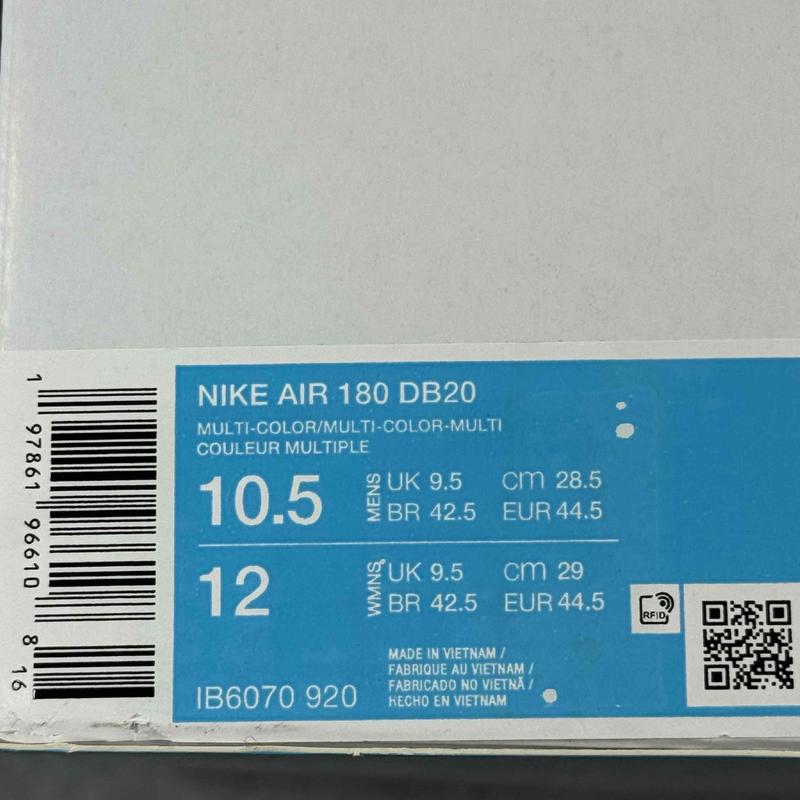 NIKE AIR 180 DB20
MULTI-COLOR/MULTI-COLOR-MULTI
COULEUR MULTIPLE
10.5
MENS
UK 9.5 cm 28.5
BR 42.5 EUR 44.5
12
WMNS
UK 9.5 cm 29
BR 42.5 EUR 44.5
MADE IN VIETNAM /
FABRIQUE AU VIETNAM /
FABRICADO NO VIETNÃ /
HECHO EN VIETNAM
IB6070 920
RFID
1 97861 96610 8 16